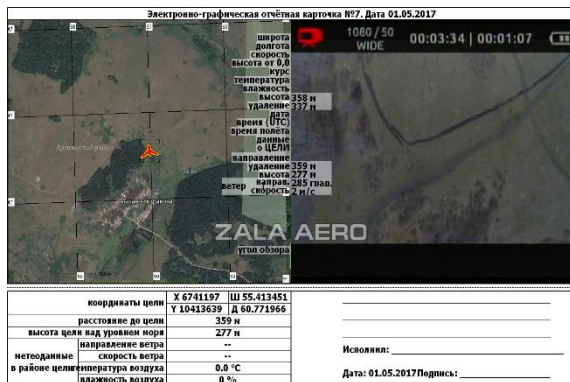 Электронно-графическая отчётная карточка №7. Дата 01.05.2017
широта
долгота
скорость
высота от 0,0
курс
температура
влажность
высота 358 м
удаление 337 м
дата
время (UTC)
время полёта
данные
о ЦЕЛИ
направление
удаление 359 м
высота 277 м
ветер направ. 285 град.
скорость 2 м/с
угол обзора
1080 / 50
WIDE
00:03:34 | 00:01:07
ZALA AERO
координаты цели X 6741197 Ш 55.413451
Y 10413639 Д 60.771966
расстояние до цели 359 м
высота цели над уровнем моря 277 м
метеоданные
в районе цели
направление ветра --
скорость ветра --
температура воздуха 0.0 °C
влажность воздуха 0 %
Исполнил:
Дата: 01.05.2017 Подпись: